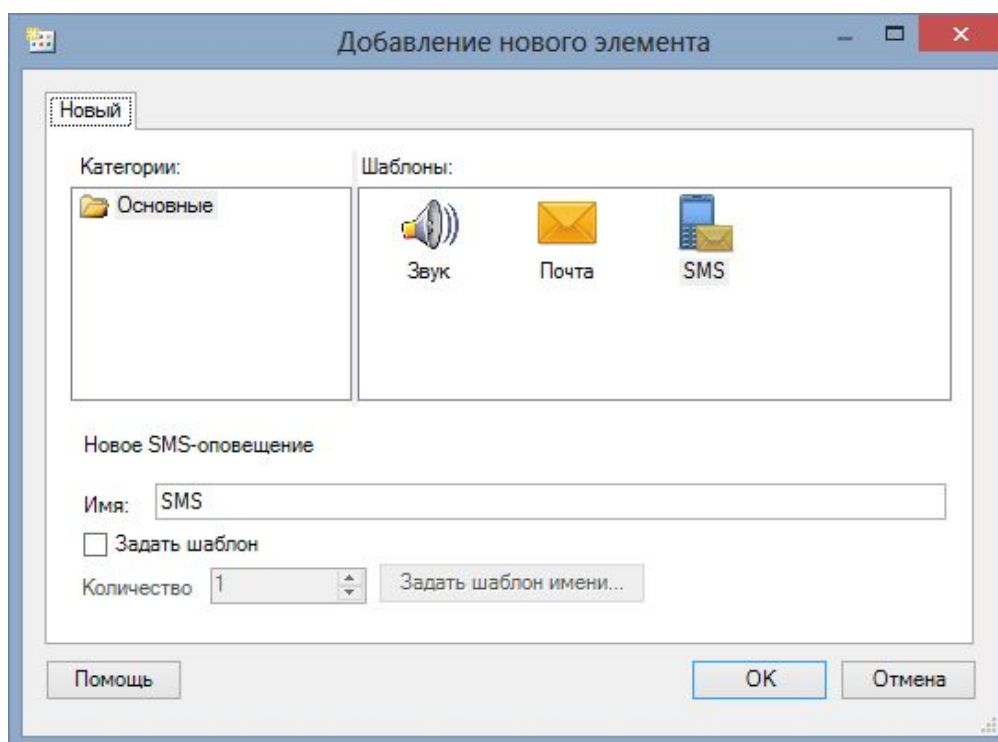 Добавление нового элемента
Новый
Категории:
Шаблоны:
Основные
Звук
Почта
SMS
Новое SMS-оповещение
Имя: SMS
Задать шаблон
Количество 1 Задать шаблон имени...
Помощь OK Отмена